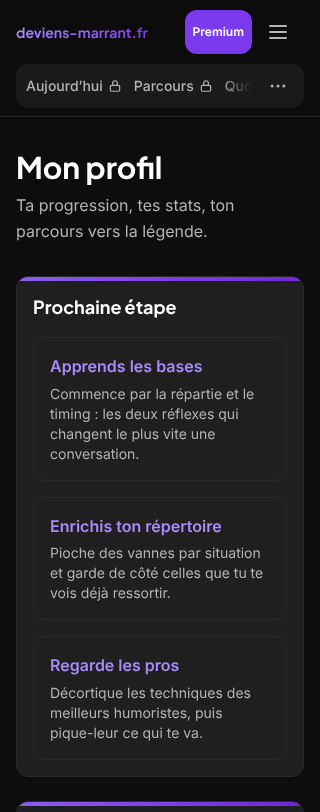 deviens-marrant.fr
Premium
Aujourd’hui
Parcours
Mon profil
Ta progression, tes stats, ton
parcours vers la légende.
Prochaine étape
Apprends les bases
Commence par la répartie et le
timing : les deux réflexes qui
changent le plus vite une
conversation.
Enrichis ton répertoire
Pioche des vannes par situation
et garde de côté celles que tu te
vois déjà ressortir.
Regarde les pros
Décortique les techniques des
meilleurs humoristes, puis
pique-leur ce qui te va.